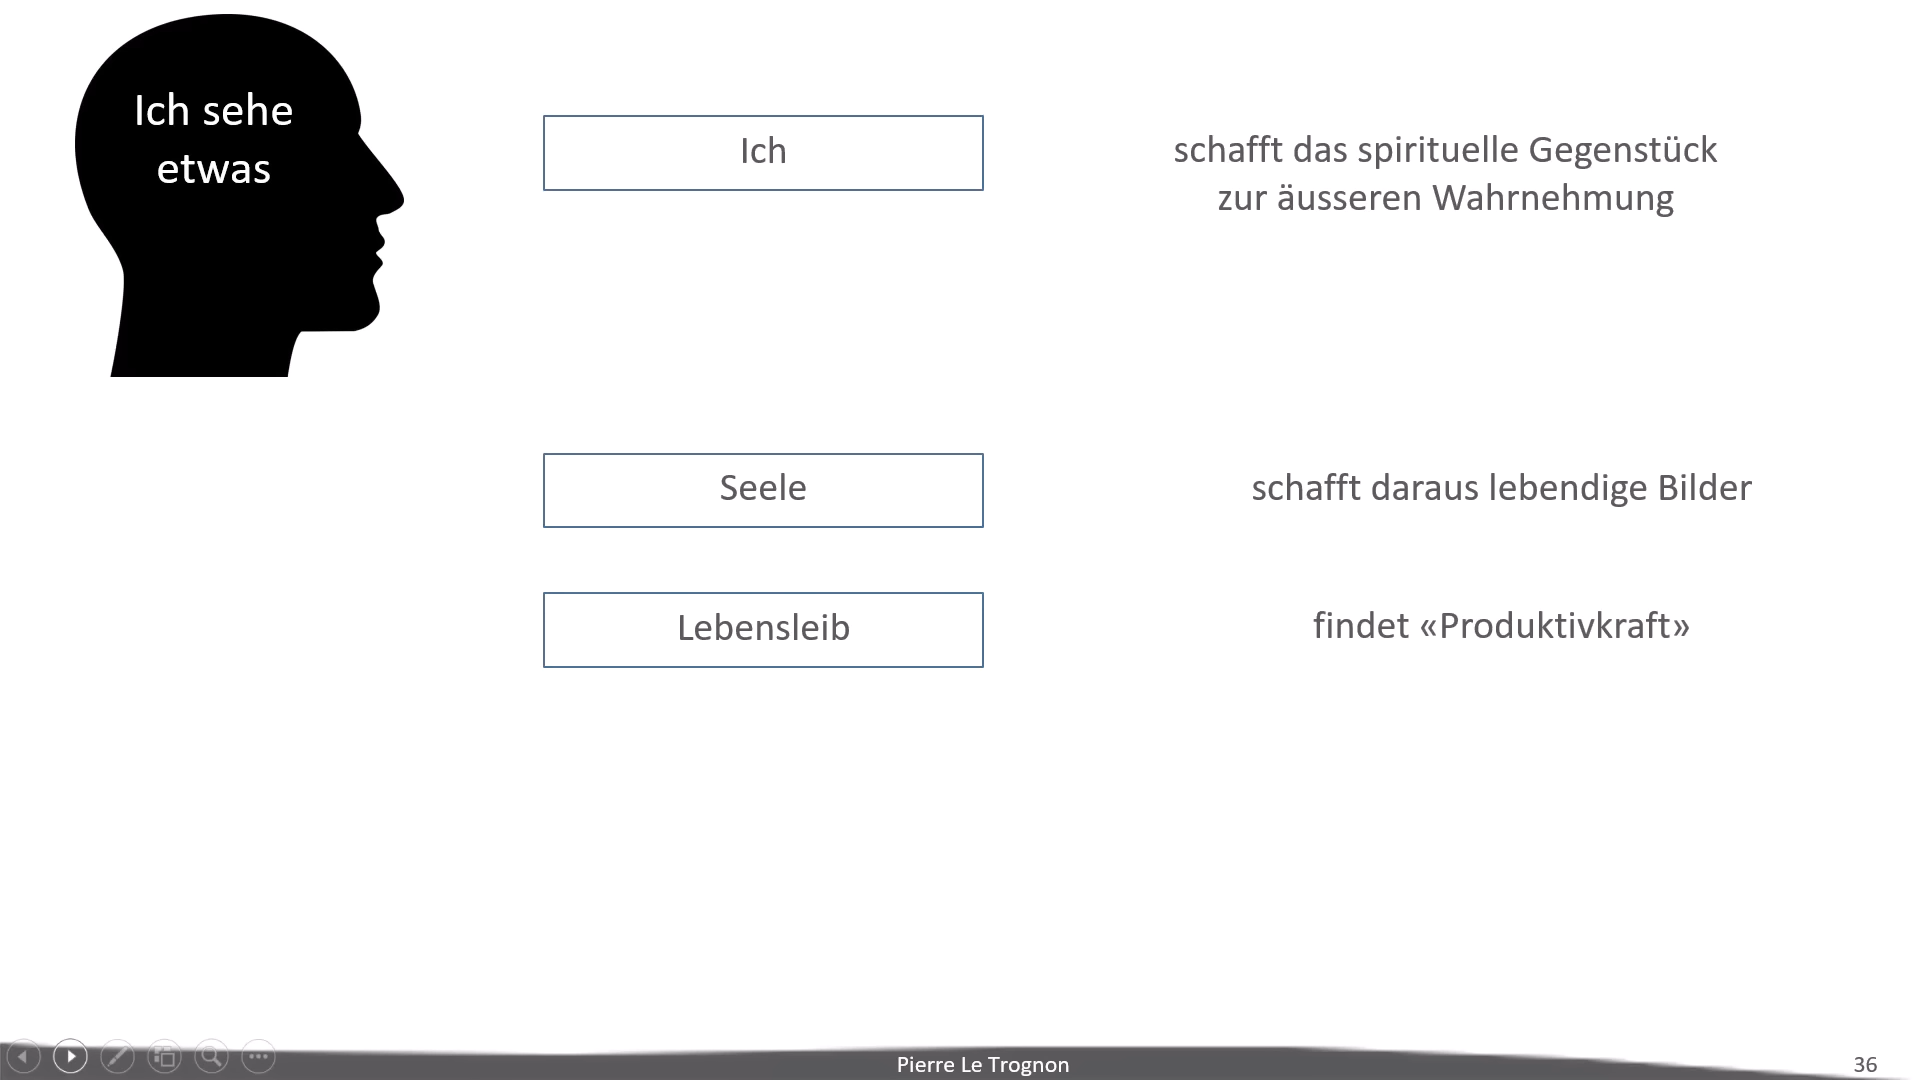 Ich sehe
etwas
Ich
schafft das spirituelle Gegenstück
zur äusseren Wahrnehmung
Seele
schafft daraus lebendige Bilder
Lebensleib
findet «Produktivkraft»
Pierre Le Trognon
36